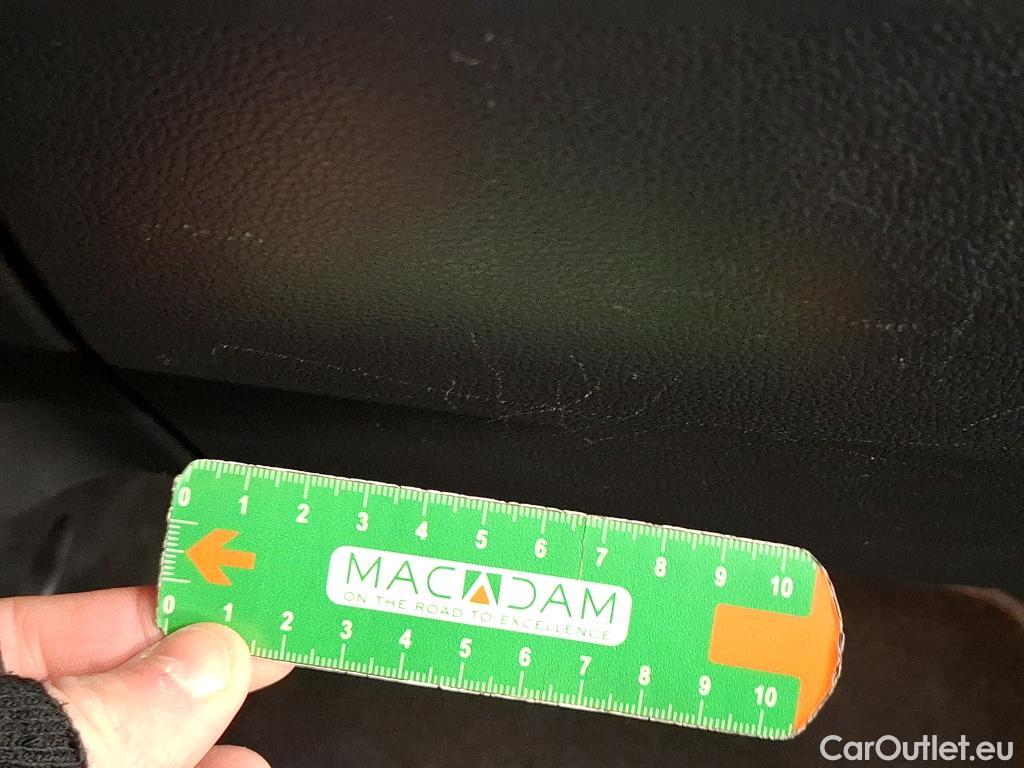 0 1 2 3 4 5 6 7 8 9 10
MACADAM
ON THE ROAD TO EXCELLENCE
0 1 2 3 4 5 6 7 8 9 10
CarOutlet.eu